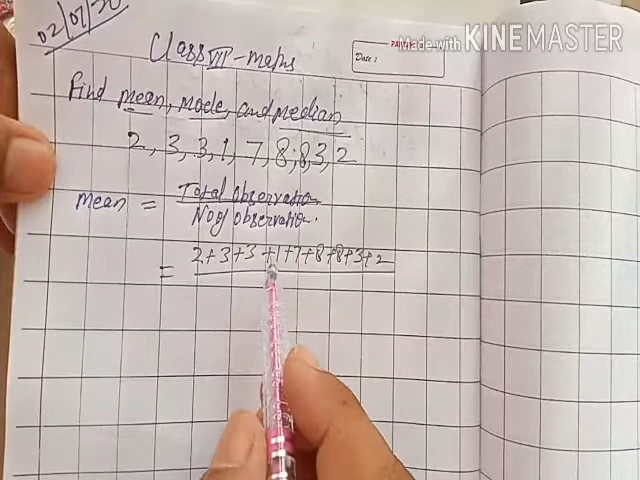 02/07/20
Made with KINEMASTER
Class VII - maths
Date :
Find mean, mode, and median
2, 3, 3, 1, 7, 8, 8, 3, 2
mean = Total observation
No of observation.
= 2+3+3+1+7+8+8+3+2